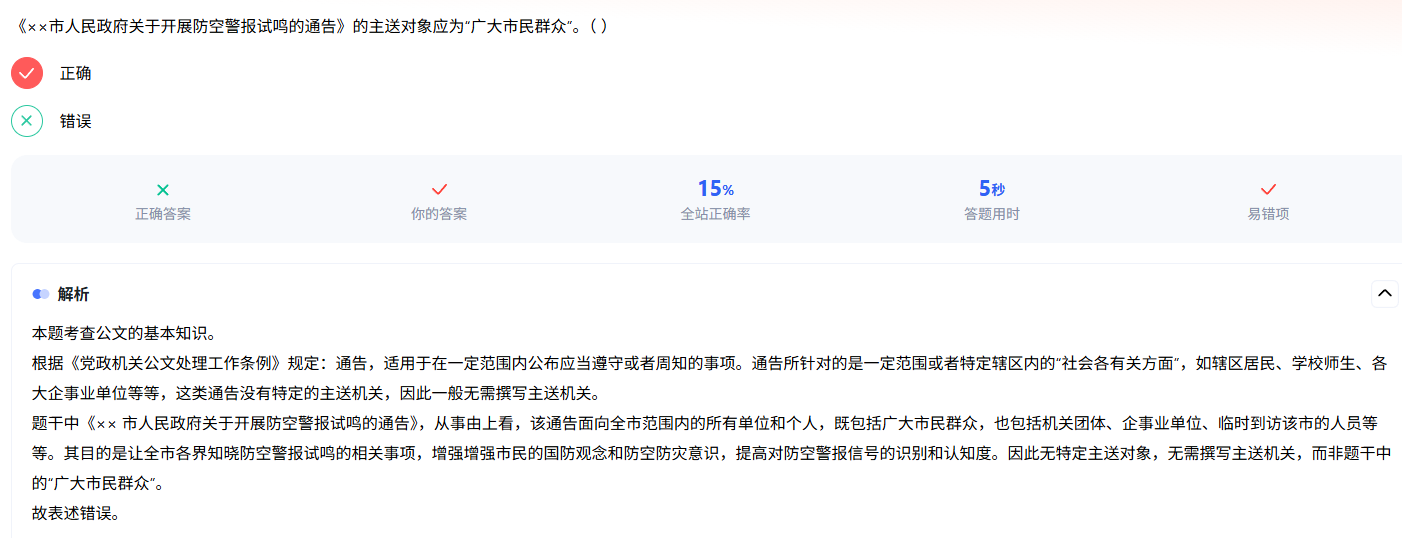 《××市人民政府关于开展防空警报试鸣的通告》的主送对象应为“广大市民群众”。( )
正确
错误
15%
5秒
正确答案
你的答案
全站正确率
答题用时
易错项
解析
本题考查公文的基本知识。
根据《党政机关公文处理工作条例》规定：通告，适用于在一定范围内公布应当遵守或者周知的事项。通告所针对的是一定范围或者特定辖区内的“社会各有关方面”，如辖区居民、学校师生、各
大企事业单位等等，这类通告没有特定的主送机关，因此一般无需撰写主送机关。
题干中《×× 市人民政府关于开展防空警报试鸣的通告》，从事由上看，该通告面向全市范围内的所有单位和个人，既包括广大市民群众，也包括机关团体、企事业单位、临时到访该市的人员等
等。其目的是让全市各界知晓防空警报试鸣的相关事项，增强增强市民的国防观念和防空防灾意识，提高对防空警报信号的识别和认知度。因此无特定主送对象，无需撰写主送机关，而非题干中
的“广大市民群众”。
故表述错误。